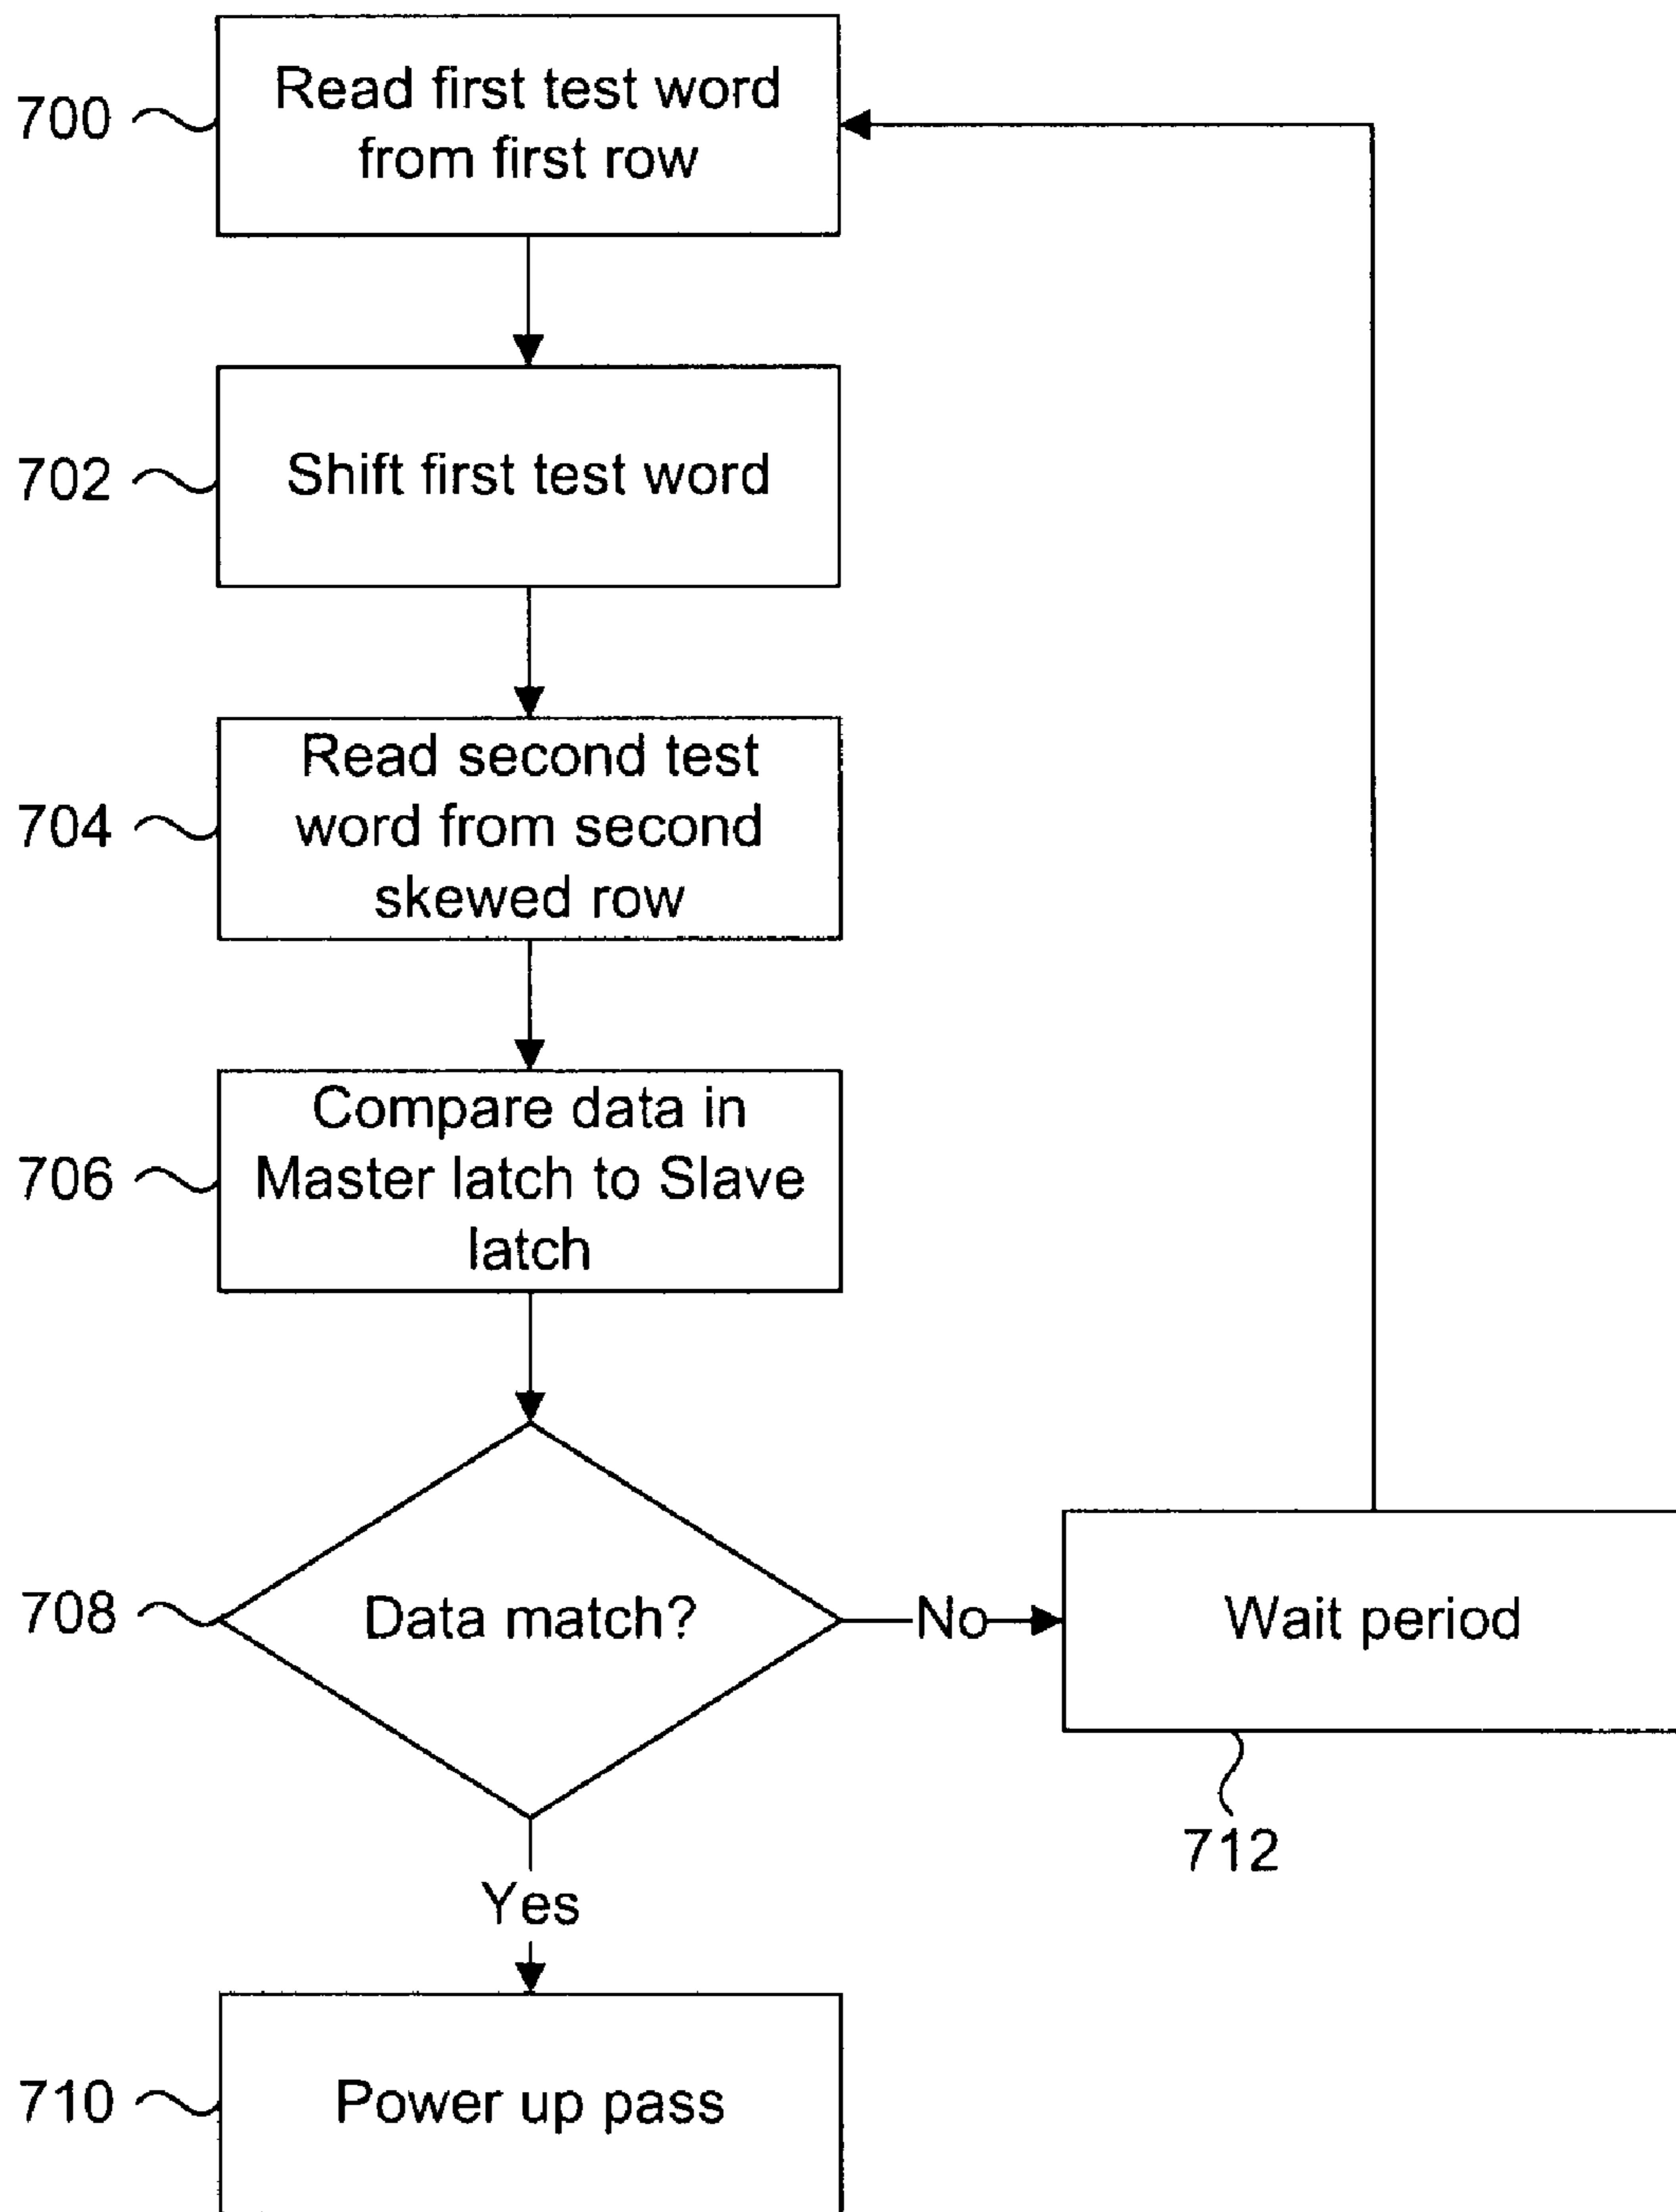 700
Read first test word
from first row
702
Shift first test word
704
Read second test
word from second
skewed row
706
Compare data in
Master latch to Slave
latch
708
Data match?
No
Wait period
712
Yes
710
Power up pass